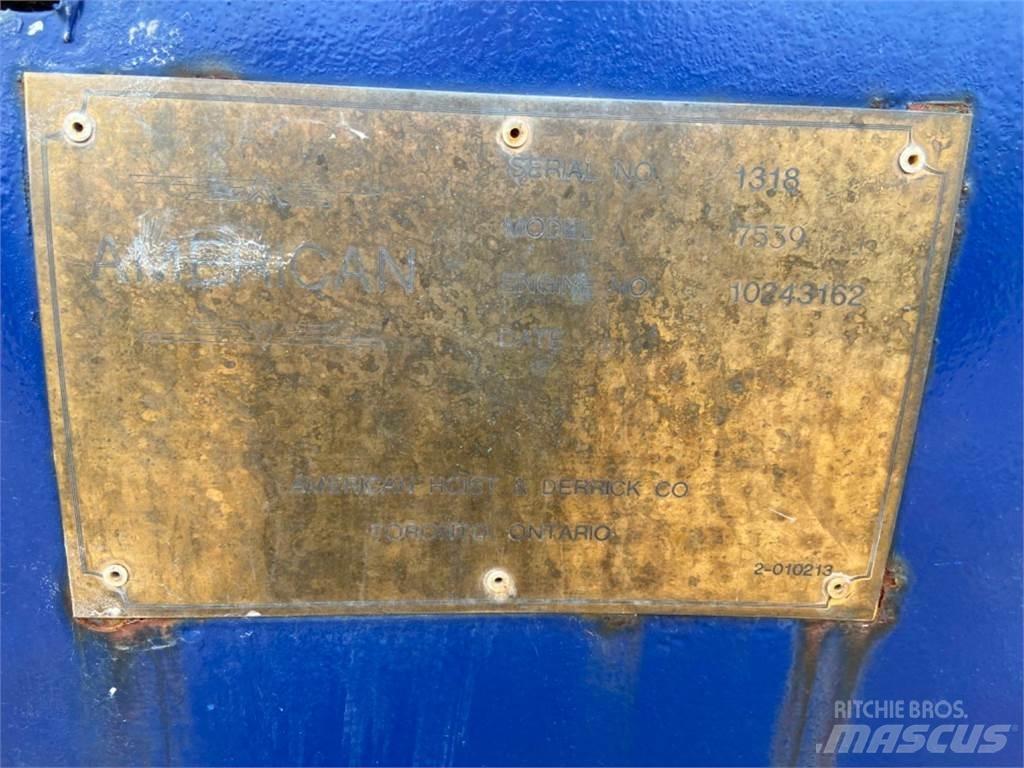 AMERICAN
SERIAL NO. 1318
MODEL 7539
ENGINE NO. 10243162
DATE
AMERICAN HOIST & DERRICK CO
TORONTO, ONTARIO
2-010213
RITCHIE BROS.
MASCUS